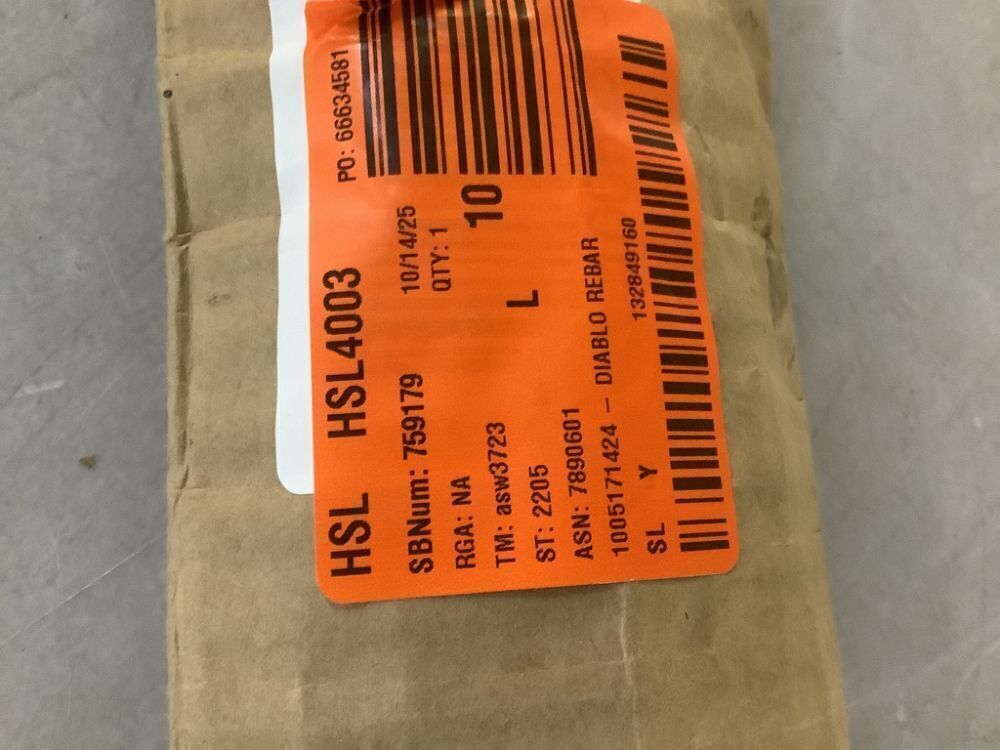 HSL HSL4003 PO: 66634581
SBNum: 759179 10/14/25
RGA: NA QTY: 1
TM: asw3723 10
ST: 2205 L
ASN: 7890601
1005171424 – DIABLO REBAR
SL Y 132849160